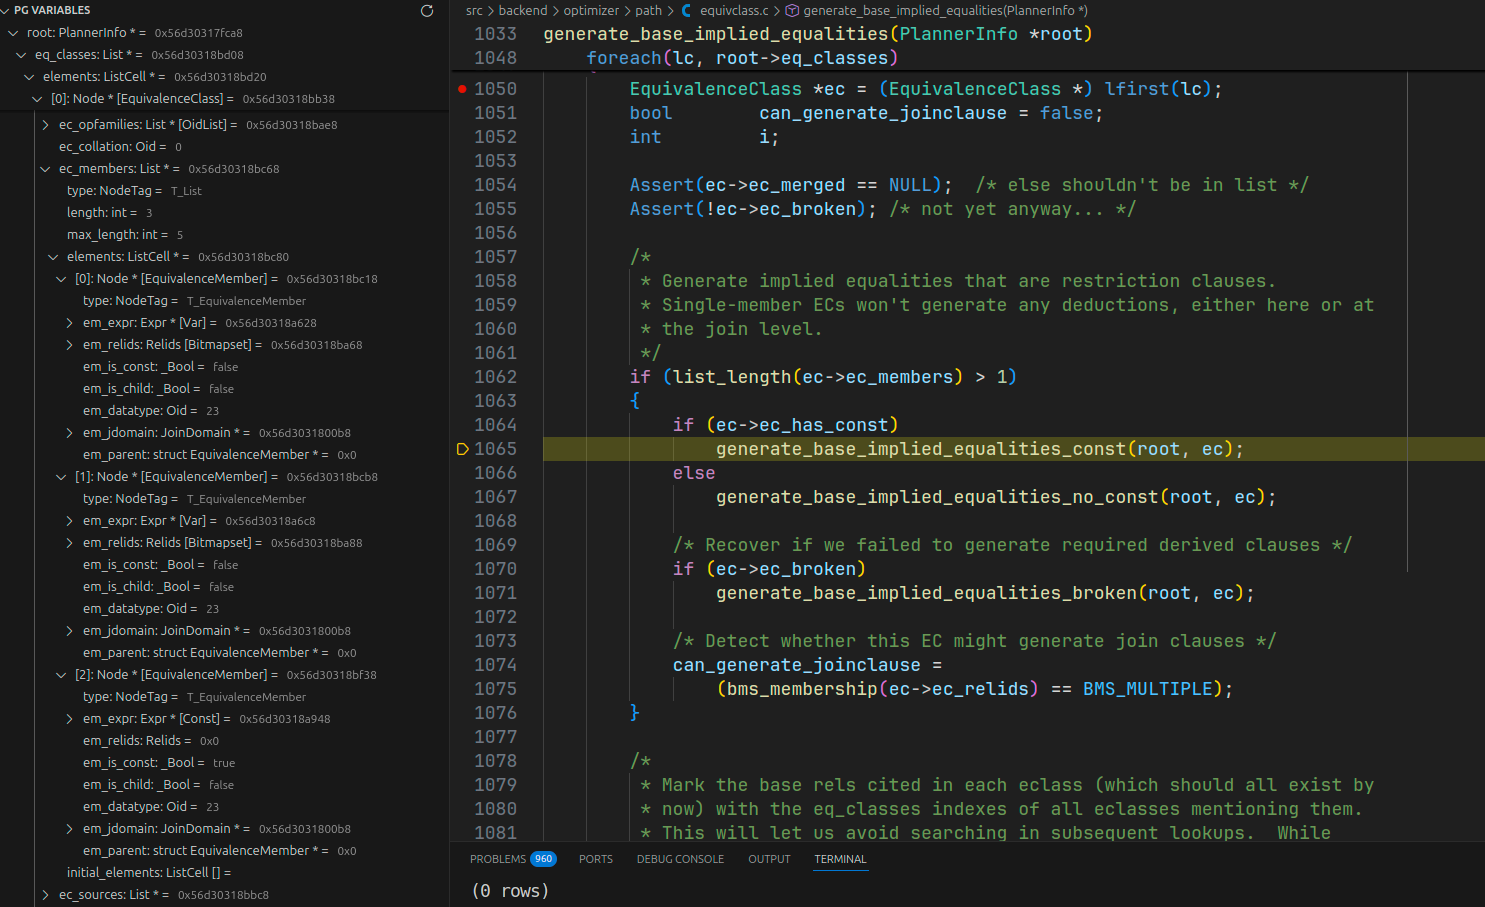 PG VARIABLES
root: PlannerInfo * = 0x56d30317fca8
eq_classes: List * = 0x56d30318bd08
elements: ListCell * = 0x56d30318bd20
[0]: Node * [EquivalenceClass] = 0x56d30318bb38
ec_opfamilies: List * [OidList] = 0x56d30318bae8
ec_collation: Oid = 0
ec_members: List * = 0x56d30318bc68
type: NodeTag = T_List
length: int = 3
max_length: int = 5
elements: ListCell * = 0x56d30318bc80
[0]: Node * [EquivalenceMember] = 0x56d30318bc18
type: NodeTag = T_EquivalenceMember
em_expr: Expr * [Var] = 0x56d30318a628
em_relids: Relids [Bitmapset] = 0x56d30318ba68
em_is_const: _Bool = false
em_is_child: _Bool = false
em_datatype: Oid = 23
em_jdomain: JoinDomain * = 0x56d3031800b8
em_parent: struct EquivalenceMember * = 0x0
[1]: Node * [EquivalenceMember] = 0x56d30318bcb8
type: NodeTag = T_EquivalenceMember
em_expr: Expr * [Var] = 0x56d30318a6c8
em_relids: Relids [Bitmapset] = 0x56d30318ba88
em_is_const: _Bool = false
em_is_child: _Bool = false
em_datatype: Oid = 23
em_jdomain: JoinDomain * = 0x56d3031800b8
em_parent: struct EquivalenceMember * = 0x0
[2]: Node * [EquivalenceMember] = 0x56d30318bf38
type: NodeTag = T_EquivalenceMember
em_expr: Expr * [Const] = 0x56d30318a948
em_relids: Relids = 0x0
em_is_const: _Bool = true
em_is_child: _Bool = false
em_datatype: Oid = 23
em_jdomain: JoinDomain * = 0x56d3031800b8
em_parent: struct EquivalenceMember * = 0x0
initial_elements: ListCell [] =
ec_sources: List * = 0x56d30318bbc8
src > backend > optimizer > path > C equivclass.c > generate_base_implied_equalities(PlannerInfo *)
1033 generate_base_implied_equalities(PlannerInfo *root)
1048 foreach(lc, root->eq_classes)
1050 EquivalenceClass *ec = (EquivalenceClass *) lfirst(lc);
1051 bool can_generate_joinclause = false;
1052 int i;
1053
1054 Assert(ec->ec_merged == NULL); /* else shouldn't be in list */
1055 Assert(!ec->ec_broken); /* not yet anyway... */
1056
1057 /*
1058 * Generate implied equalities that are restriction clauses.
1059 * Single-member ECs won't generate any deductions, either here or at
1060 * the join level.
1061 */
1062 if (list_length(ec->ec_members) > 1)
1063 {
1064 if (ec->ec_has_const)
1065 generate_base_implied_equalities_const(root, ec);
1066 else
1067 generate_base_implied_equalities_no_const(root, ec);
1068
1069 /* Recover if we failed to generate required derived clauses */
1070 if (ec->ec_broken)
1071 generate_base_implied_equalities_broken(root, ec);
1072
1073 /* Detect whether this EC might generate join clauses */
1074 can_generate_joinclause =
1075 (bms_membership(ec->ec_relids) == BMS_MULTIPLE);
1076 }
1077
1078 /*
1079 * Mark the base rels cited in each eclass (which should all exist by
1080 * now) with the eq_classes indexes of all eclasses mentioning them.
1081 * This will let us avoid searching in subsequent lookups. While
PROBLEMS 960 PORTS DEBUG CONSOLE OUTPUT TERMINAL
(0 rows)